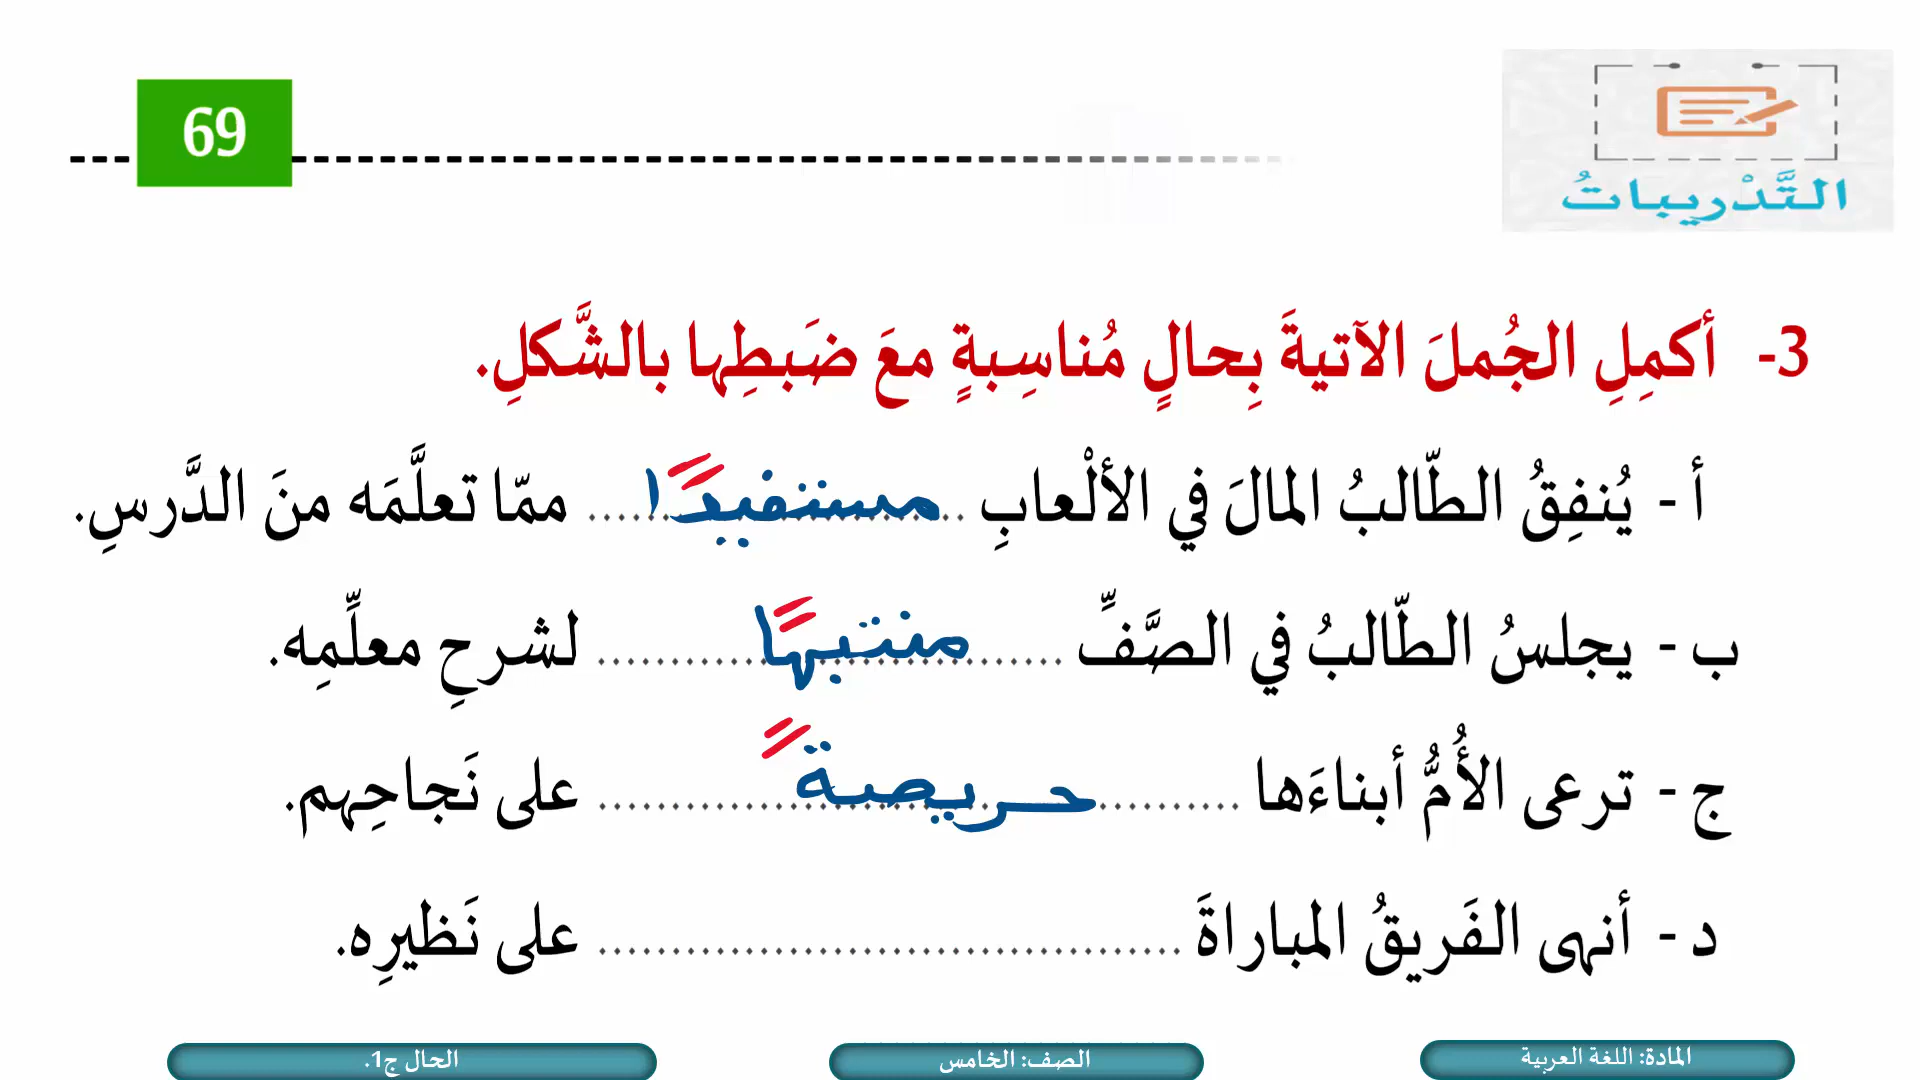 69
التَّدْريباتُ
3- أكمِلِ الجُملَ الآتيةَ بِحالٍ مُناسِبةٍ معَ ضَبطِها بالشَّكلِ.
أ - يُنفِقُ الطّالبُ المالَ في الألْعابِ مستفيدًا ممّا تعلَّمَه منَ الدَّرسِ.
ب - يجلسُ الطّالبُ في الصَّفِّ منتبهًا لشرحِ معلِّمِه.
ج - ترعى الأُمُّ أبناءَها حريصةً على نَجاحِهم.
د - أنهى الفَريقُ المباراةَ ........................................ على نَظيرِه.
المادة: اللغة العربية
الصف: الخامس
الحال ج1.